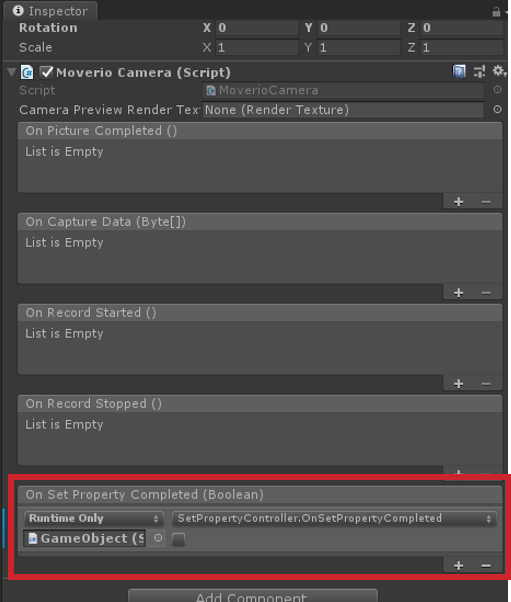 Inspector
Rotation X 0 Y 0 Z 0
Scale X 1 Y 1 Z 1
Moverio Camera (Script)
Script MoverioCamera
Camera Preview Render Tex None (Render Texture)
On Picture Completed ()
List is Empty
+ −
On Capture Data (Byte[])
List is Empty
+ −
On Record Started ()
List is Empty
+ −
On Record Stopped ()
List is Empty
On Set Property Completed (Boolean)
Runtime Only SetPropertyController.OnSetPropertyCompleted
GameObject (S
+ −
Add Component